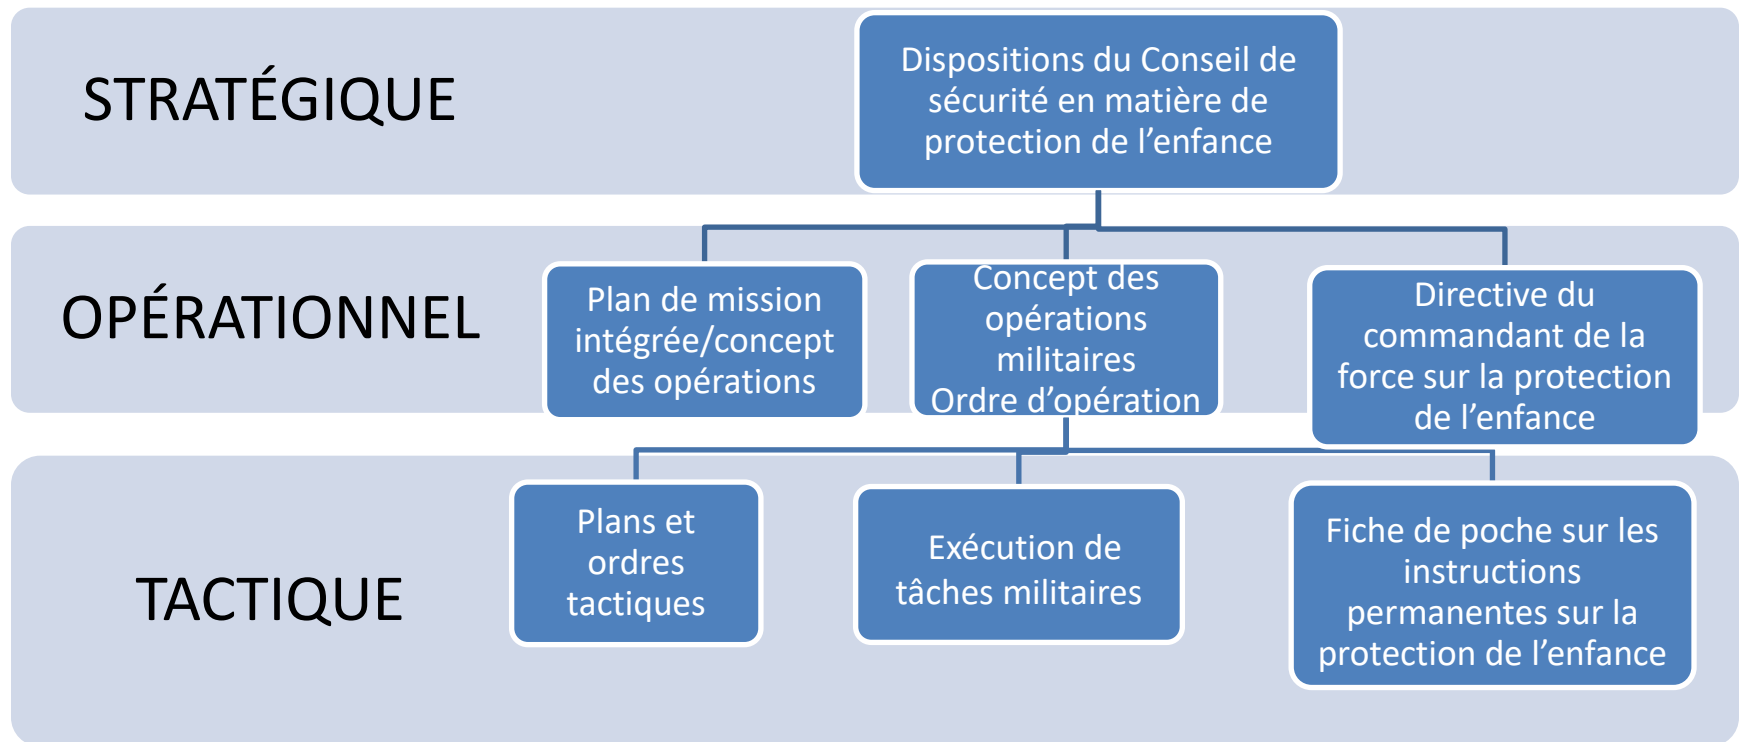 STRATÉGIQUE
Dispositions du Conseil de
sécurité en matière de
protection de l’enfance
OPÉRATIONNEL
Plan de mission
intégrée/concept
des opérations
Concept des
opérations
militaires
Ordre d’opération
Directive du
commandant de la
force sur la protection
de l’enfance
TACTIQUE
Plans et
ordres
tactiques
Exécution de
tâches militaires
Fiche de poche sur les
instructions
permanentes sur la
protection de l’enfance